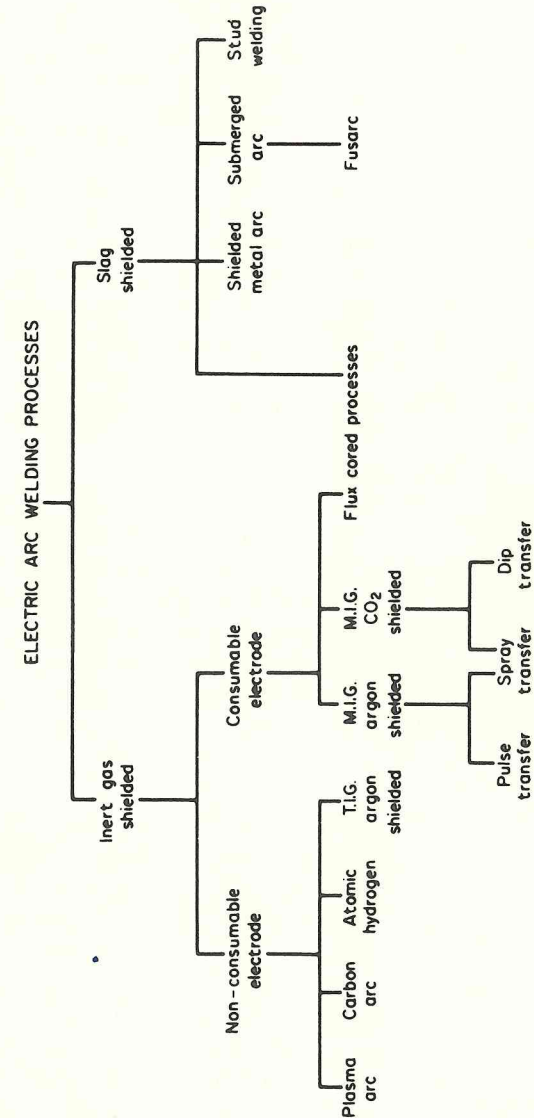 ELECTRIC ARC WELDING PROCESSES
Inert gas
shielded
Slag
shielded
Non-consumable
electrode
Consumable
electrode
Shielded
metal arc
Submerged
arc
Stud
welding
Plasma
arc
Carbon
arc
Atomic
hydrogen
T.I.G.
argon
shielded
M.I.G.
argon
shielded
M.I.G.
CO₂
shielded
Flux cored processes
Fusarc
Pulse
transfer
Spray
transfer
Dip
transfer